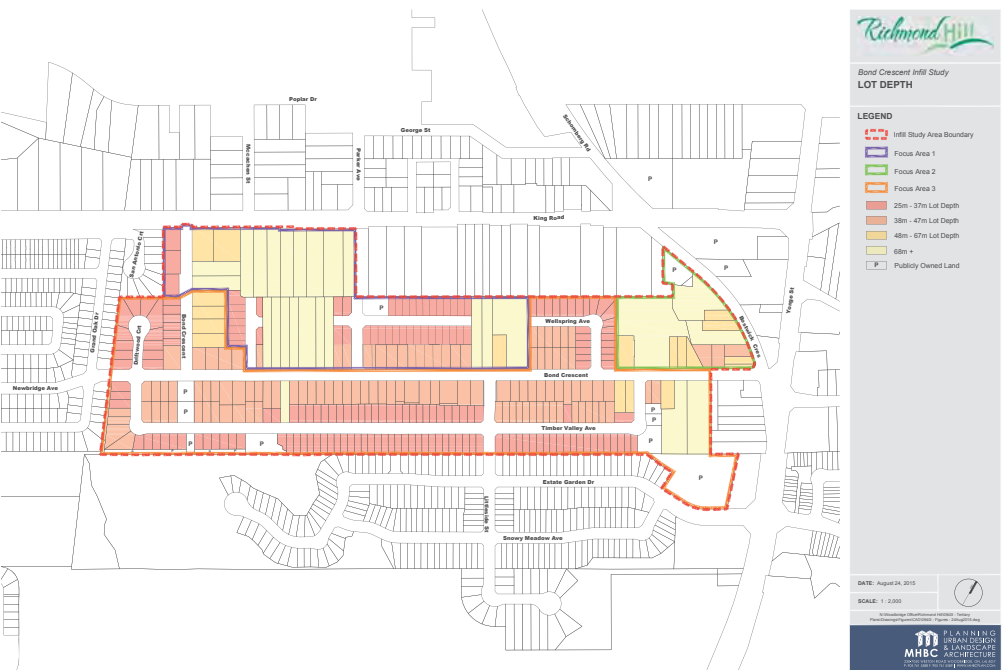 Poplar Dr
George St
Mccachen St
Parker Ave
Schomberg Rd
P
King Road
San Antonio Crt
P
P
P
P
Grand Oak Dr
Driftwood Crt
Bond Crescent
Wellspring Ave
Yonge St
Bostwick Cres
Bond Crescent
Newbridge Ave
P
P
P
P
Timber Valley Ave
P
P
P
P
Estate Garden Dr
Snowy Meadow Ave
Richmond Hill
Bond Crescent Infill Study
LOT DEPTH
LEGEND
Infill Study Area Boundary
Focus Area 1
Focus Area 2
Focus Area 3
25m - 37m Lot Depth
38m - 47m Lot Depth
48m - 67m Lot Depth
68m +
P Publicly Owned Land
DATE: August 24, 2015
SCALE: 1 : 2,000
MHBC
PLANNING
URBAN DESIGN
& LANDSCAPE
ARCHITECTURE